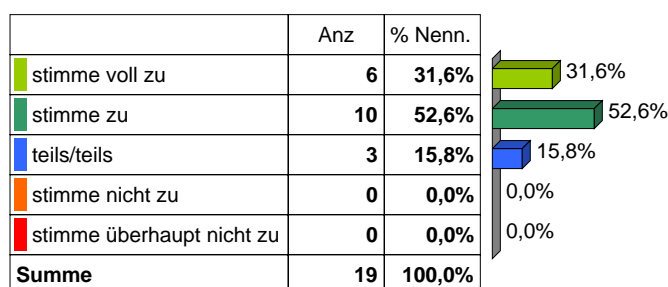 Anz % Nenn.
stimme voll zu 6 31,6% 31,6%
stimme zu 10 52,6% 52,6%
teils/teils 3 15,8% 15,8%
stimme nicht zu 0 0,0% 0,0%
stimme überhaupt nicht zu 0 0,0% 0,0%
Summe 19 100,0%